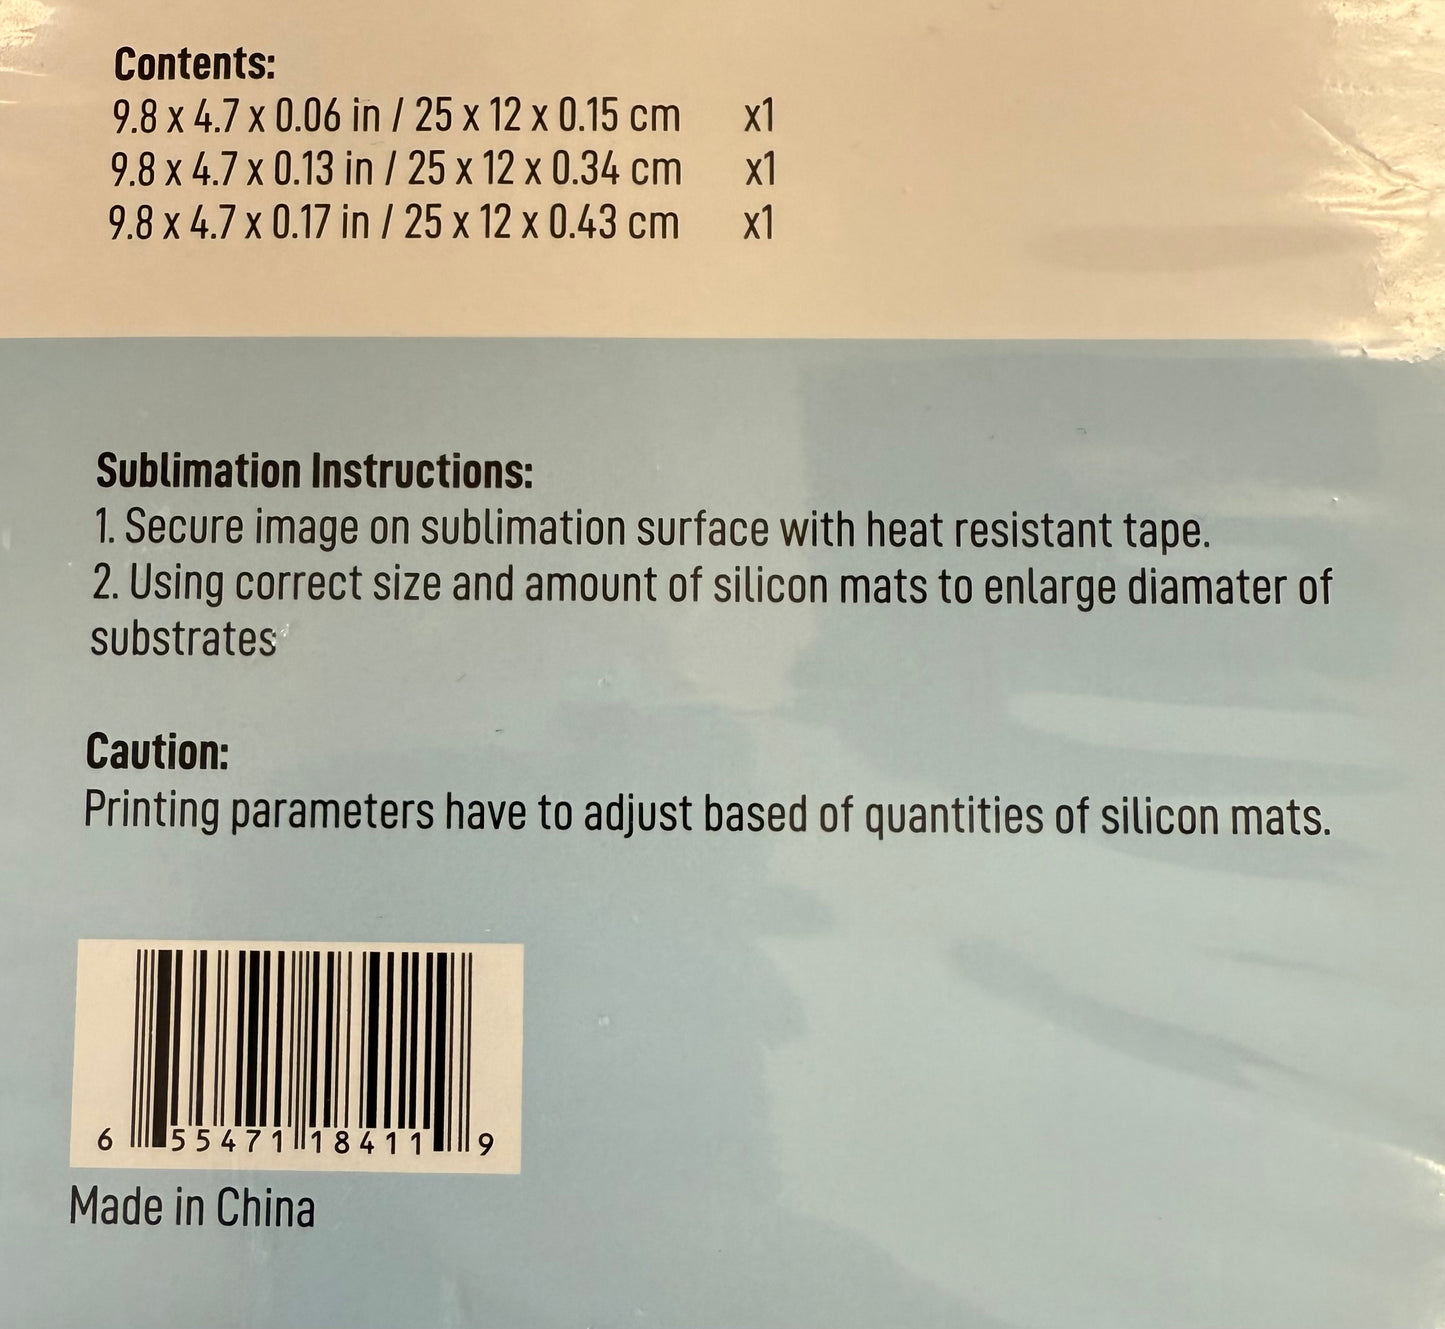 Contents:
9.8 x 4.7 x 0.06 in / 25 x 12 x 0.15 cm x1
9.8 x 4.7 x 0.13 in / 25 x 12 x 0.34 cm x1
9.8 x 4.7 x 0.17 in / 25 x 12 x 0.43 cm x1
Sublimation Instructions:
1. Secure image on sublimation surface with heat resistant tape.
2. Using correct size and amount of silicon mats to enlarge diamater of
substrates
Caution:
Printing parameters have to adjust based of quantities of silicon mats.
6 55471 18411 9
Made in China